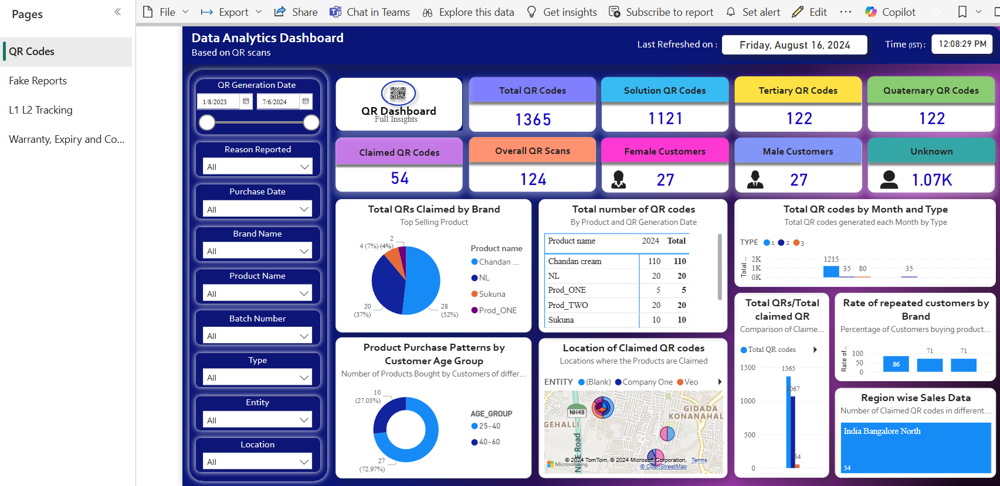 Pages
QR Codes
Fake Reports
L1 L2 Tracking
Warranty, Expiry and Co...
File
Export
Share
Chat in Teams
Explore this data
Get insights
Subscribe to report
Set alert
Edit
Copilot
Data Analytics Dashboard
Based on QR scans
Last Refreshed on :
Friday, August 16, 2024
Time (IST) :
12:08:29 PM
QR Generation Date
1/8/2023
7/6/2024
Reason Reported
All
Purchase Date
All
Brand Name
All
Product Name
All
Batch Number
All
Type
All
Entity
All
Location
All
QR Dashboard
Full Insights
Total QR Codes
1365
Solution QR Codes
1121
Tertiary QR Codes
122
Quaternary QR Codes
122
Claimed QR Codes
54
Overall QR Scans
124
Female Customers
27
Male Customers
27
Unknown
1.07K
Total QRs Claimed by Brand
Top Selling Product
2
4 (7%) (4%)
20
(37%)
28
(52%)
Product name
Chandan ...
NL
Sukuna
Prod_ONE
Total number of QR codes
By Product and QR Generation Date
Product name 2024 Total
Chandan cream 110 110
NL 20 20
Prod_ONE 5 5
Prod_TWO 20 20
Sukuna 10 10
Total QR codes by Month and Type
Total QR codes generated each Month by Type
TYPE 1 2 3
Total ...
2K
1K
0K
1215
35
80
35
Product Purchase Patterns by
Customer Age Group
Number of Products Bought by Customers of differ...
10
(27.03%)
27
(72.97%)
AGE_GROUP
25-40
40-60
Location of Claimed QR codes
Locations where the Products are Claimed
ENTITY (Blank) Company One Veo
NH48
GEHALLI
GIDADA
KONANAHAL
E Road
© 2024 TomTom, © 2024 Microsoft Corporation, Terms
© OpenStreetMap
Total QRs/Total
claimed QR
Comparison of Claime...
Total QR codes
1500
1000
500
0
1365
1067
54
Rate of repeated customers by
Brand
Percentage of Customers buying product...
Rate of...
100
50
0
86
71
71
Region wise Sales Data
Number of Claimed QR codes in different...
India Bangalore North
54